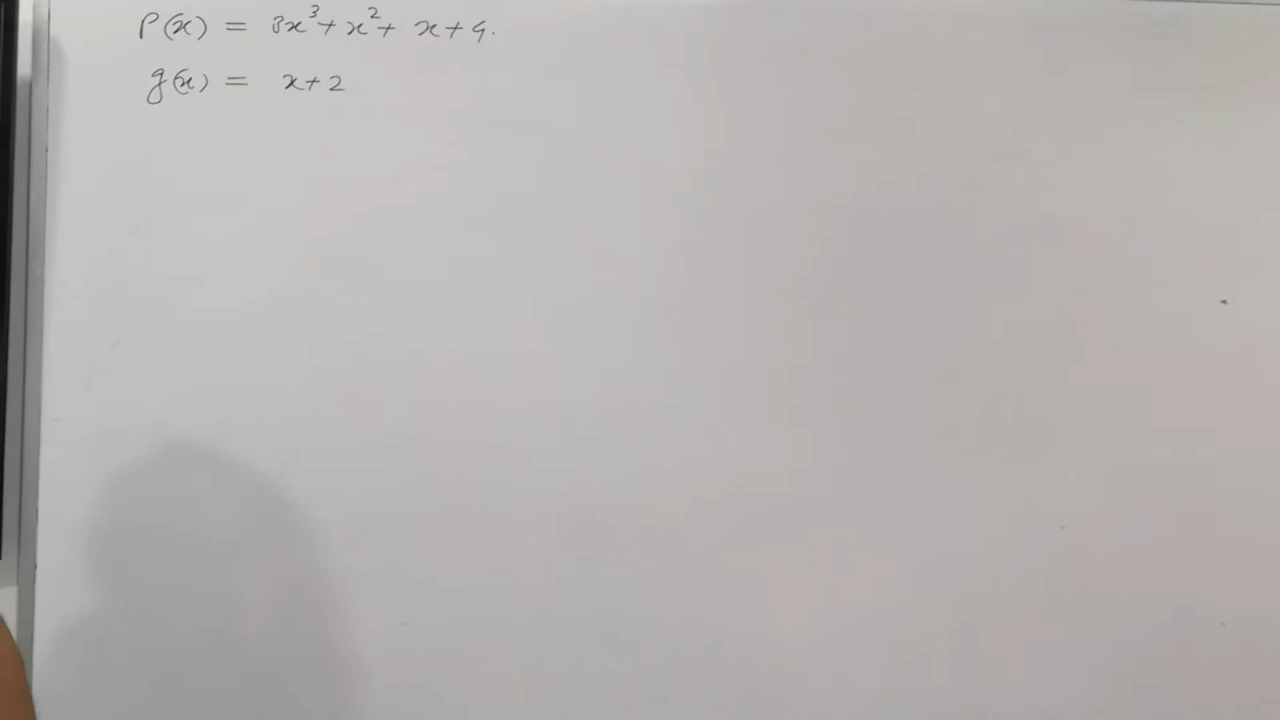 P(x) = 3x³ + x² + x + 4.
g(x) = x + 2